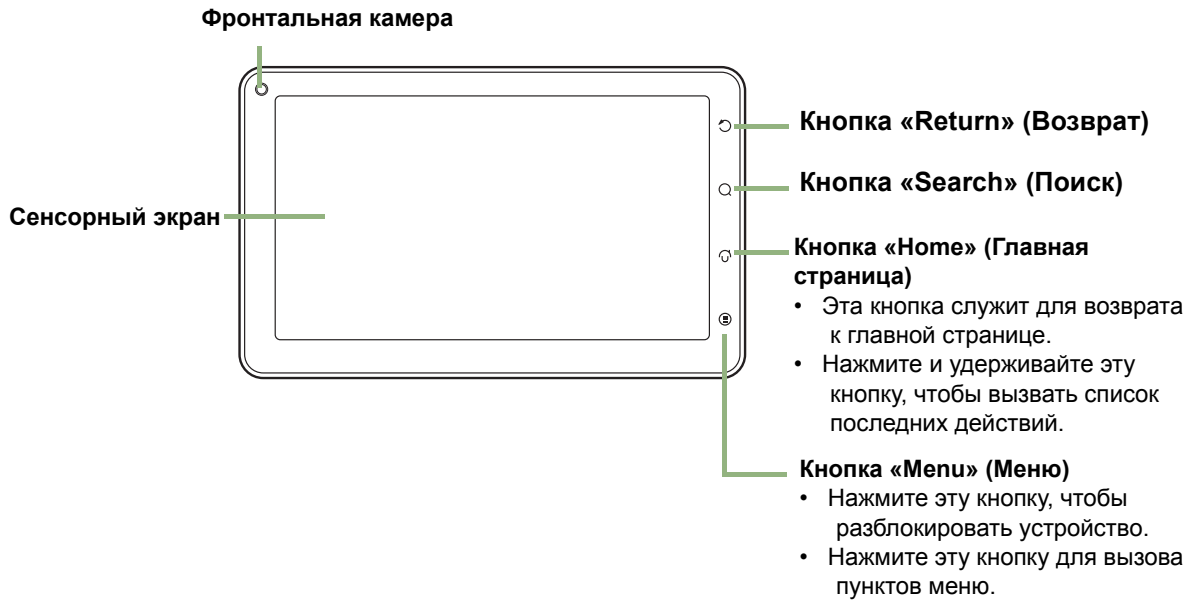 Фронтальная камера
Сенсорный экран
Кнопка «Return» (Возврат)
Кнопка «Search» (Поиск)
Кнопка «Home» (Главная
страница)
• Эта кнопка служит для возврата
к главной странице.
• Нажмите и удерживайте эту
кнопку, чтобы вызвать список
последних действий.
Кнопка «Menu» (Меню)
• Нажмите эту кнопку, чтобы
разблокировать устройство.
• Нажмите эту кнопку для вызова
пунктов меню.